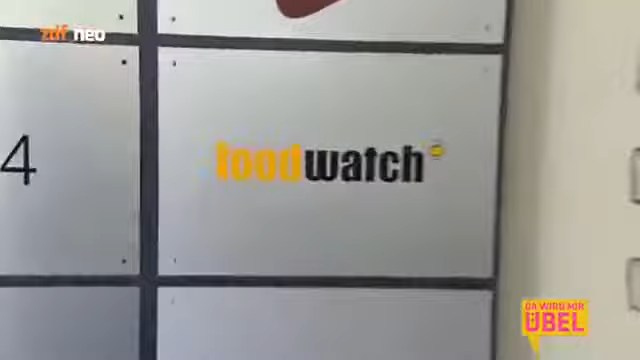 zdf neo
foodwatch
4
DA WIRD MIR
ÜBEL